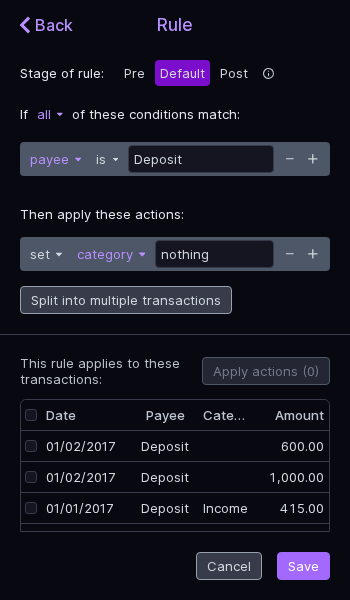 Back
Rule
Stage of rule: Pre Default Post
If all of these conditions match:
payee is Deposit − +
Then apply these actions:
set category nothing − +
Split into multiple transactions
This rule applies to these
transactions:
Apply actions (0)
Date Payee Cate... Amount
01/02/2017 Deposit 600.00
01/02/2017 Deposit 1,000.00
01/01/2017 Deposit Income 415.00
Cancel Save